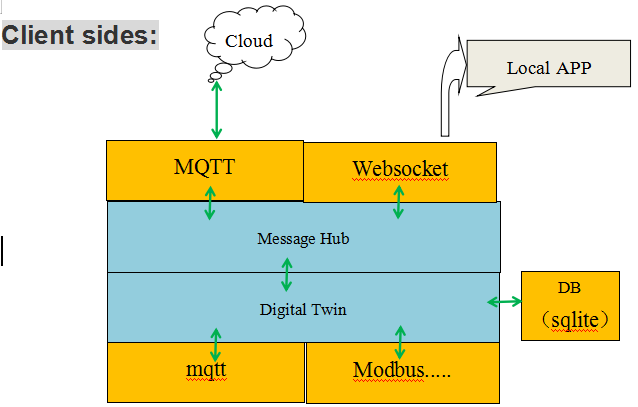 Client sides:
Cloud
Local APP
MQTT
Websocket
Message Hub
Digital Twin
DB
（sqlite）
mqtt
Modbus.....